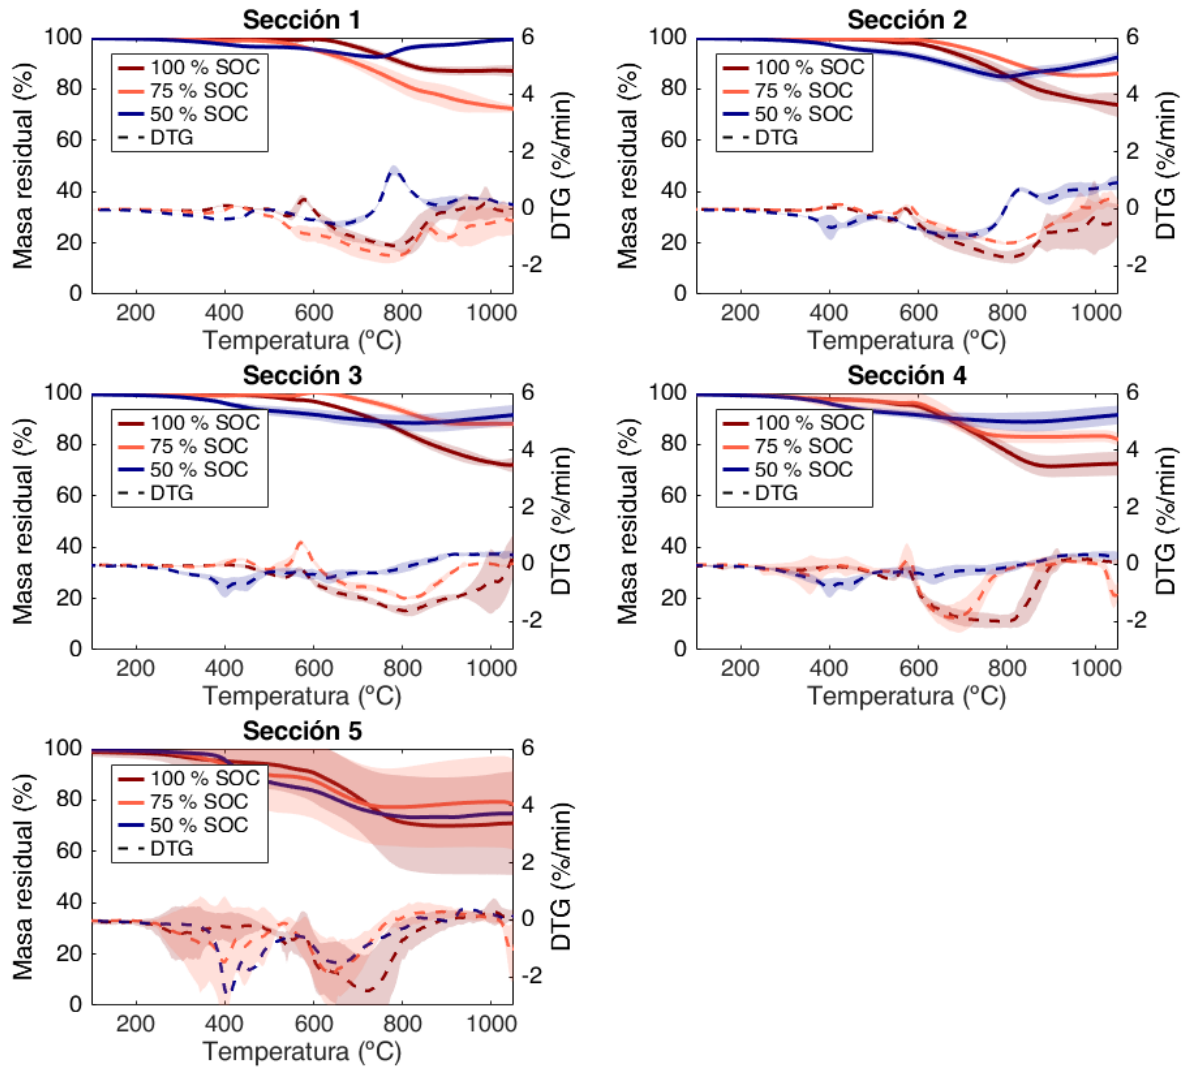 Sección 1
Masa residual (%)
100
80
60
40
20
0
100 % SOC
75 % SOC
50 % SOC
DTG
6
4
2
0
-2
DTG (%/min)
200 400 600 800 1000
Temperatura (ºC)
Sección 2
Masa residual (%)
100
80
60
40
20
0
100 % SOC
75 % SOC
50 % SOC
DTG
6
4
2
0
-2
DTG (%/min)
200 400 600 800 1000
Temperatura (ºC)
Sección 3
Masa residual (%)
100
80
60
40
20
0
100 % SOC
75 % SOC
50 % SOC
DTG
6
4
2
0
-2
DTG (%/min)
200 400 600 800 1000
Temperatura (ºC)
Sección 4
Masa residual (%)
100
80
60
40
20
0
100 % SOC
75 % SOC
50 % SOC
DTG
6
4
2
0
-2
DTG (%/min)
200 400 600 800 1000
Temperatura (ºC)
Sección 5
Masa residual (%)
100
80
60
40
20
0
100 % SOC
75 % SOC
50 % SOC
DTG
6
4
2
0
-2
DTG (%/min)
200 400 600 800 1000
Temperatura (ºC)